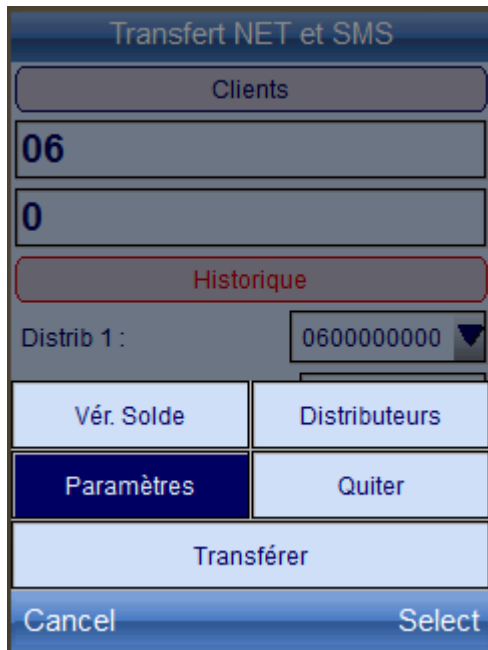 Transfert NET et SMS
Clients
06
0
Historique
Distrib 1 :
0600000000
Vér. Solde
Distributeurs
Paramètres
Quiter
Transférer
Cancel
Select